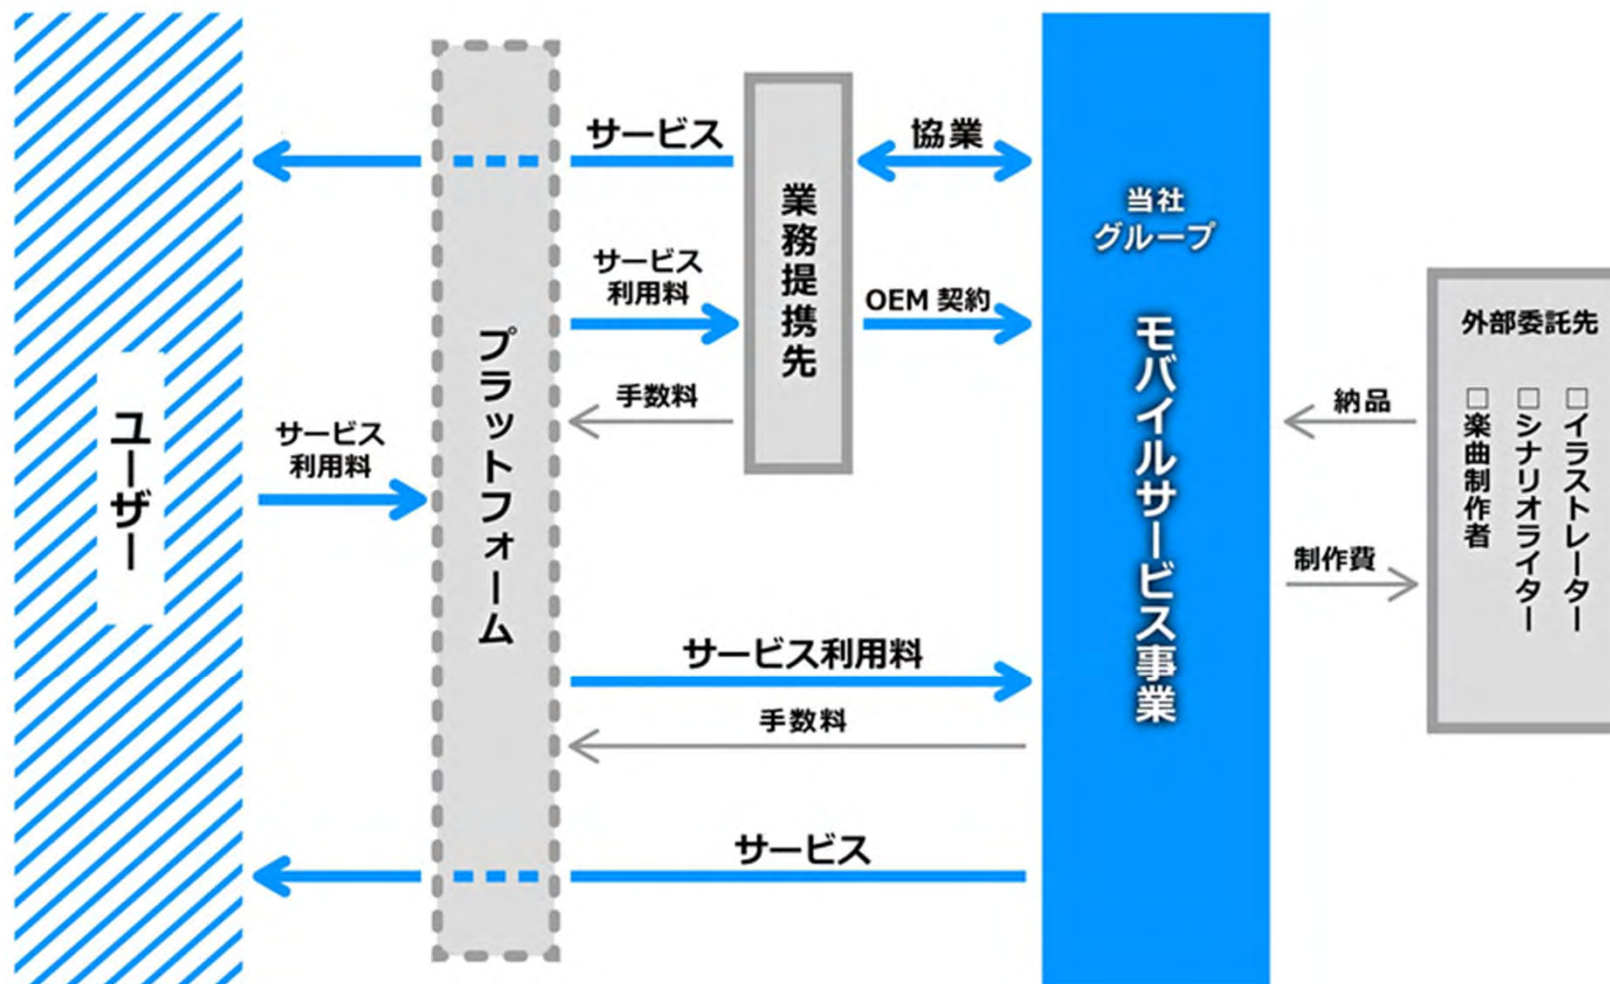 ユーザー
サービス
利用料
プラットフォーム
サービス
サービス
利用料
手数料
業務提携先
協業
OEM 契約
サービス利用料
手数料
サービス
当社
グループ
モバイルサービス事業
納品
制作費
外部委託先
□イラストレーター
□シナリオライター
□楽曲制作者